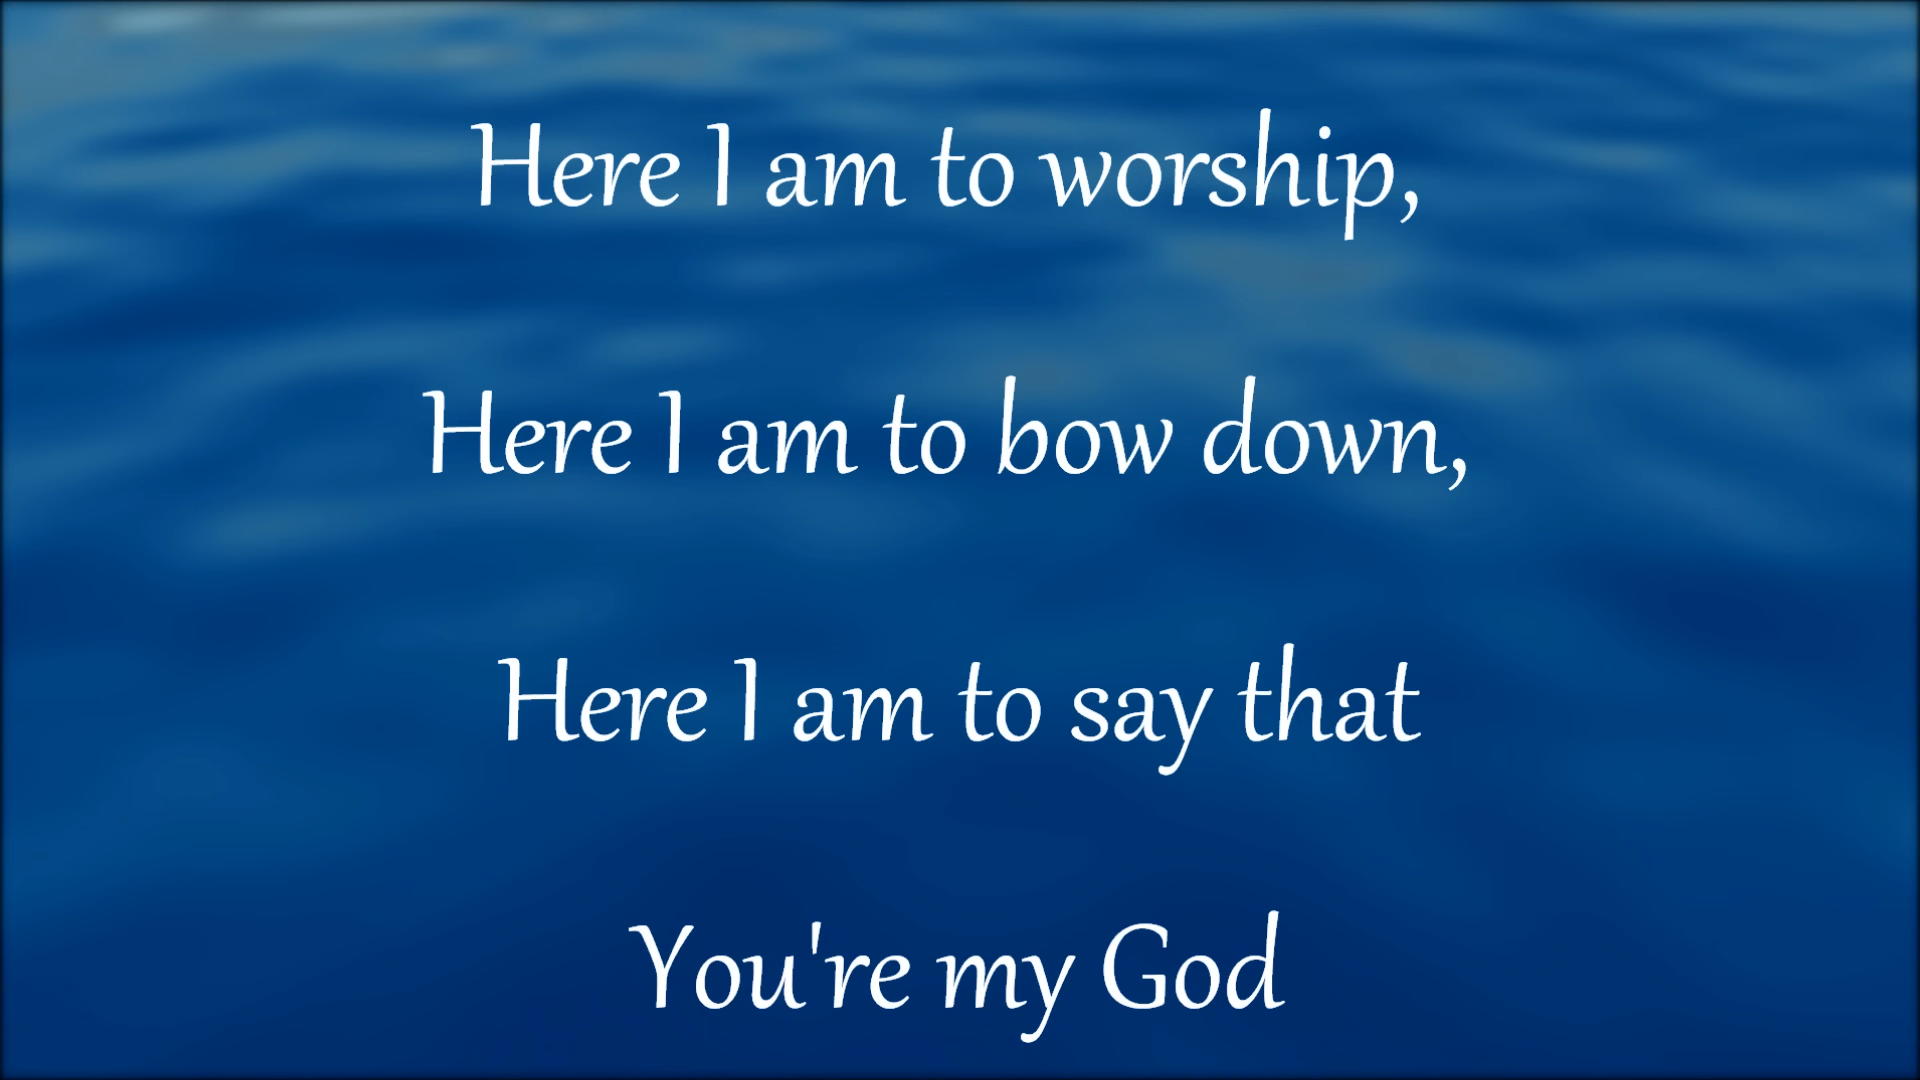 Here I am to worship,
Here I am to bow down,
Here I am to say that
You're my God